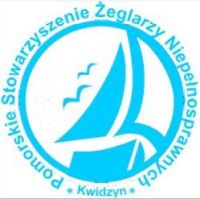 Pomorskie Stowarzyszenie Żeglarzy Niepełnosprawnych
* Kwidzyn *